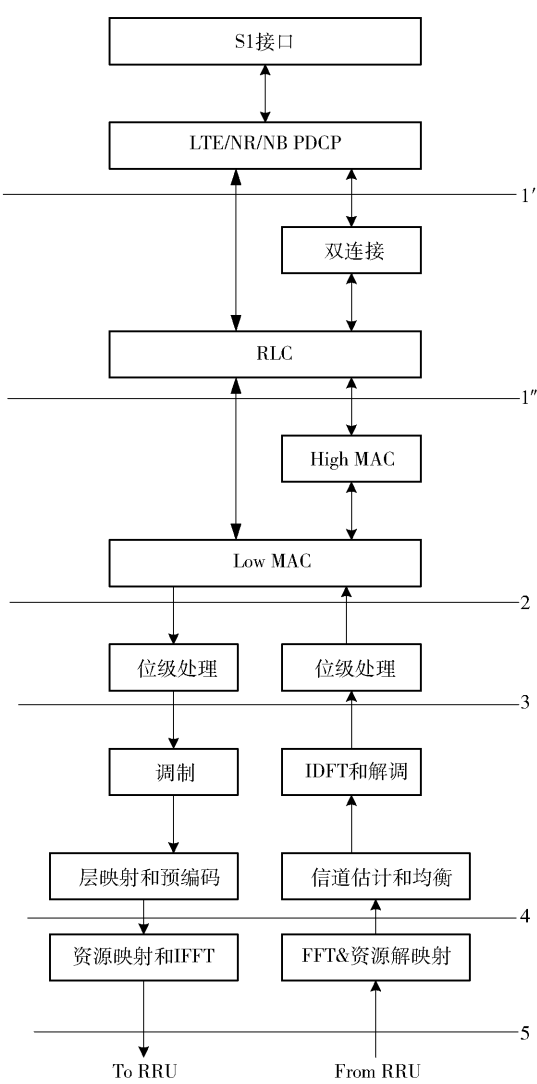 S1接口
LTE/NR/NB PDCP
1′
双连接
RLC
1″
High MAC
Low MAC
2
位级处理 位级处理
3
调制 IDFT和解调
层映射和预编码 信道估计和均衡
4
资源映射和IFFT FFT&资源解映射
5
To RRU From RRU